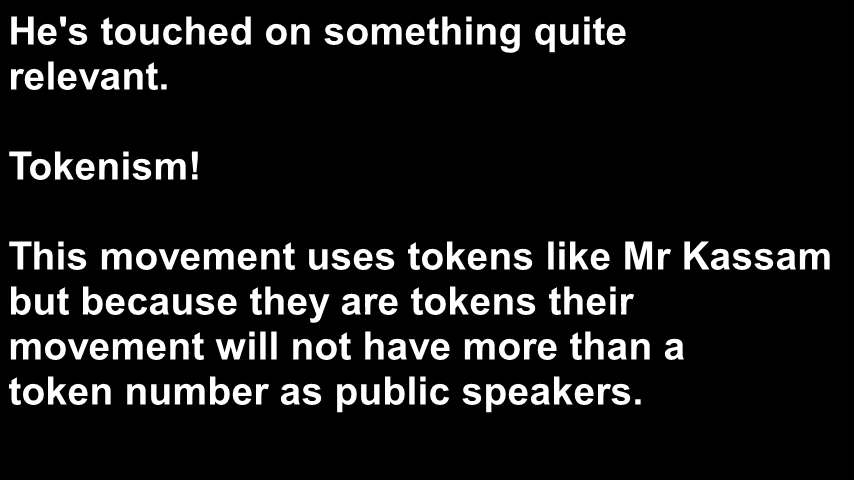 He's touched on something quite
relevant.
Tokenism!
This movement uses tokens like Mr Kassam
but because they are tokens their
movement will not have more than a
token number as public speakers.